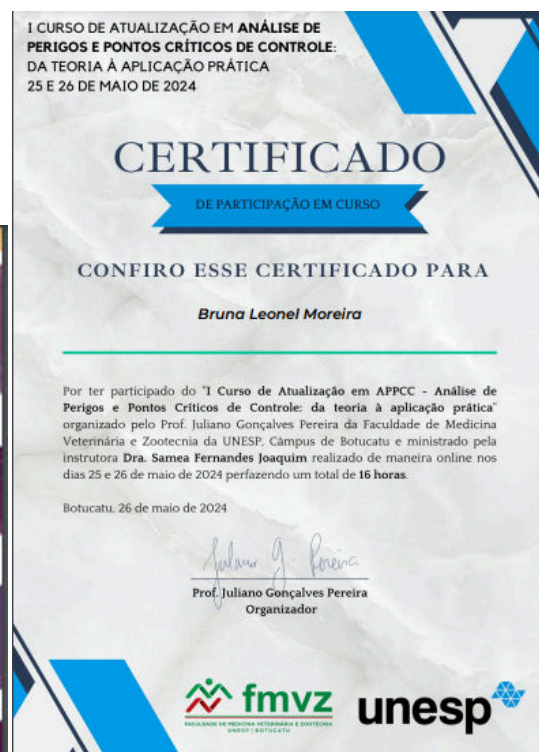 I CURSO DE ATUALIZAÇÃO EM ANÁLISE DE
PERIGOS E PONTOS CRÍTICOS DE CONTROLE:
DA TEORIA À APLICAÇÃO PRÁTICA
25 E 26 DE MAIO DE 2024
CERTIFICADO
DE PARTICIPAÇÃO EM CURSO
CONFIRO ESSE CERTIFICADO PARA
Bruna Leonel Moreira
Por ter participado do "I Curso de Atualização em APPCC - Análise de
Perigos e Pontos Críticos de Controle: da teoria à aplicação prática"
organizado pelo Prof. Juliano Gonçalves Pereira da Faculdade de Medicina
Veterinária e Zootecnia da UNESP, Câmpus de Botucatu e ministrado pela
instrutora Dra. Samea Fernandes Joaquim realizado de maneira online nos
dias 25 e 26 de maio de 2024 perfazendo um total de 16 horas.
Botucatu, 26 de maio de 2024
Juliano G. Pereira
Prof. Juliano Gonçalves Pereira
Organizador
fmvz
FACULDADE DE MEDICINA VETERINÁRIA E ZOOTECNIA
UNESP | BOTUCATU
unesp